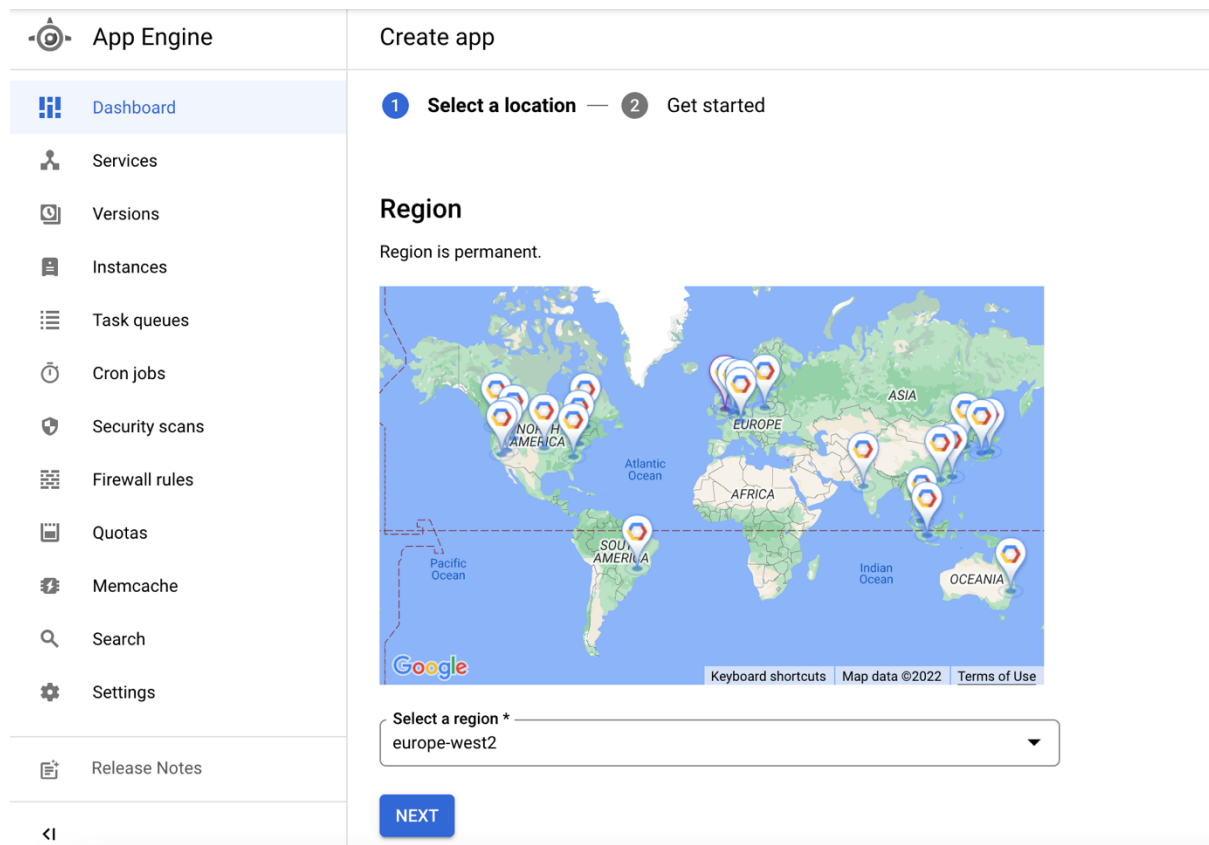 App Engine
Create app
Dashboard
Services
Versions
Instances
Task queues
Cron jobs
Security scans
Firewall rules
Quotas
Memcache
Search
Settings
Release Notes
1 Select a location — 2 Get started
Region
Region is permanent.
ASIA
EUROPE
NORTH
AMERICA
Atlantic
Ocean
AFRICA
SOUTH
AMERICA
Pacific
Ocean
Indian
Ocean
OCEANIA
Google
Keyboard shortcuts Map data ©2022 Terms of Use
Select a region *
europe-west2
NEXT